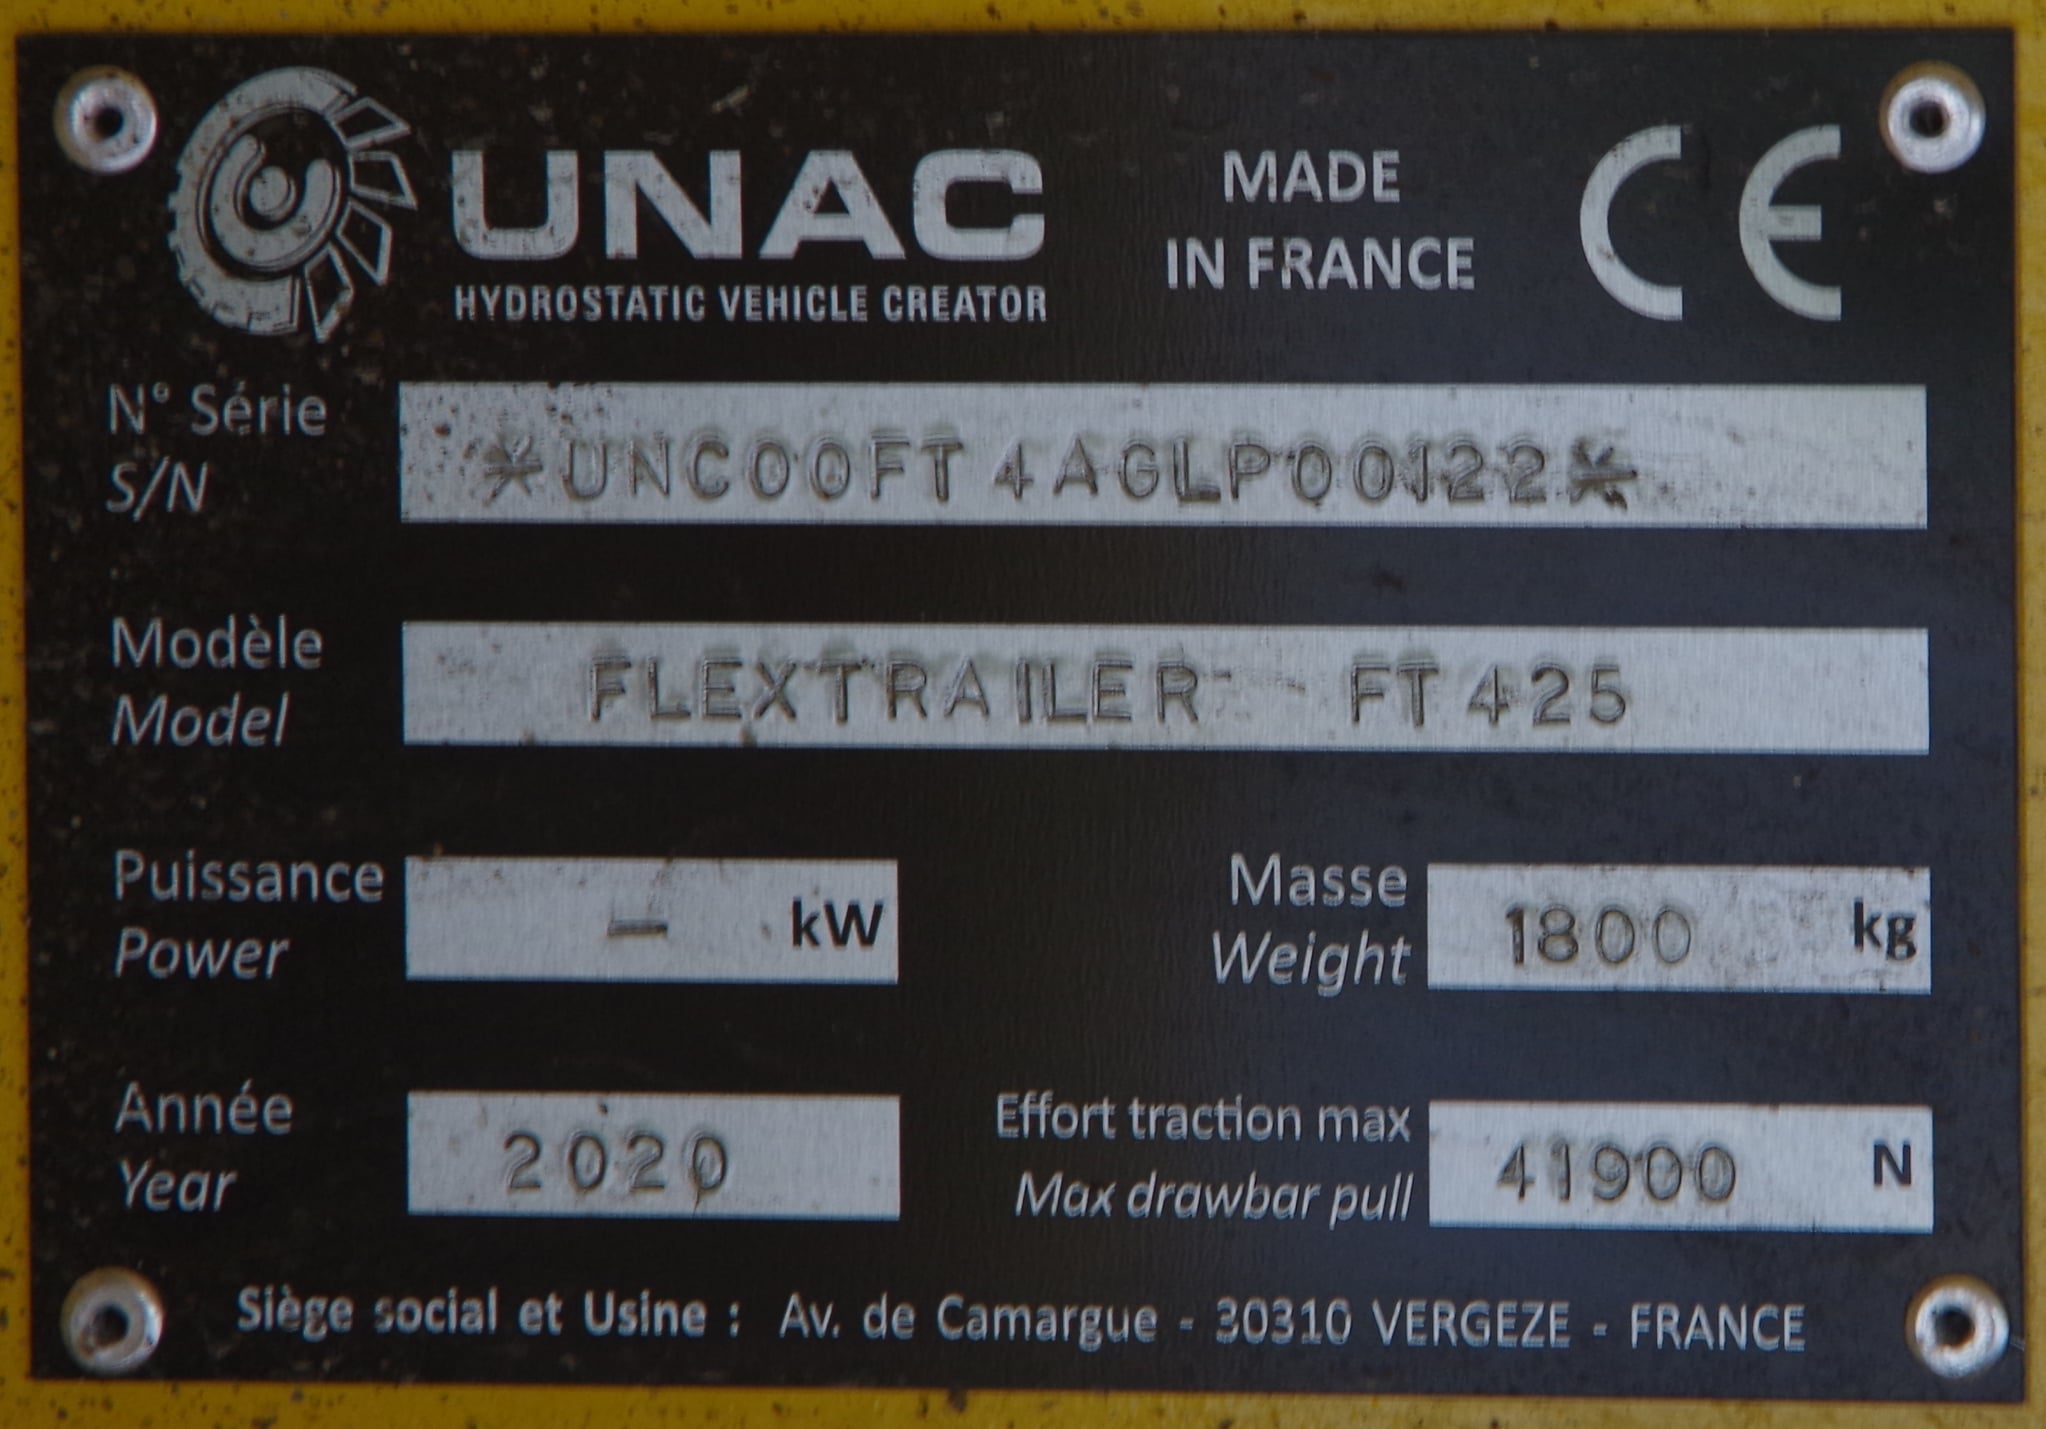 UNAC
HYDROSTATIC VEHICLE CREATOR
MADE
IN FRANCE
CE
N° Série
S/N
*UNC00FT4AGLP00122*
Modèle
Model
FLEXTRAILER FT425
Puissance
Power
- kW
Masse
Weight
1800 kg
Année
Year
2020
Effort traction max
Max drawbar pull
41900 N
Siège social et Usine : Av. de Camargue - 30310 VERGEZE - FRANCE